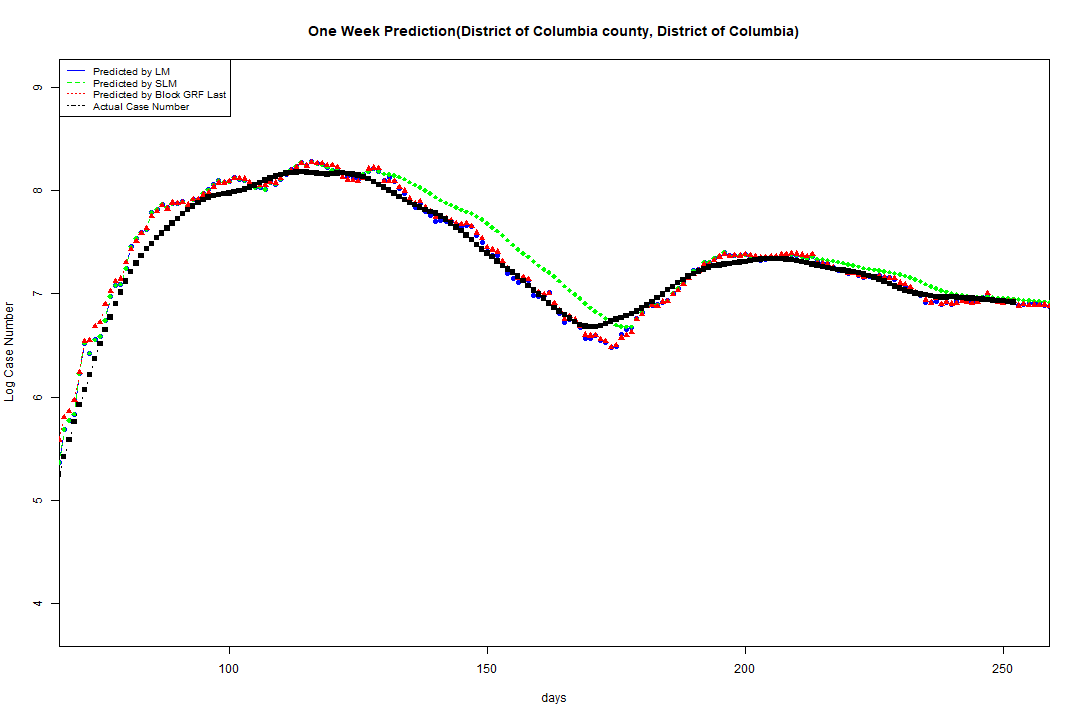 One Week Prediction(District of Columbia county, District of Columbia)
Predicted by LM
Predicted by SLM
Predicted by Block GRF Last
Actual Case Number
9
8
7
6
5
4
Log Case Number
100 150 200 250
days